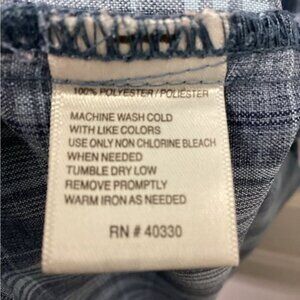 100% POLYESTER / POLIÉSTER
MACHINE WASH COLD
WITH LIKE COLORS
USE ONLY NON CHLORINE BLEACH
WHEN NEEDED
TUMBLE DRY LOW
REMOVE PROMPTLY
WARM IRON AS NEEDED
RN # 40330